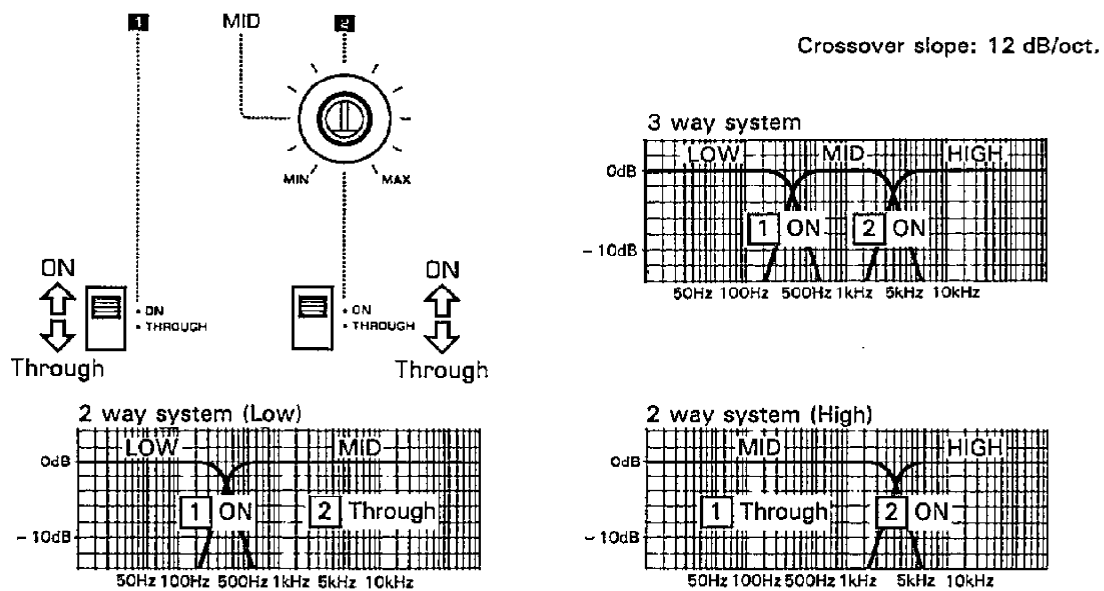 1 MID 2
Crossover slope: 12 dB/oct.
MIN MAX
ON ON
• ON • ON
• THROUGH • THROUGH
Through Through
3 way system
LOW MID HIGH
0dB
1 ON 2 ON
- 10dB
50Hz 100Hz 500Hz 1kHz 5kHz 10kHz
2 way system (Low)
LOW MID
0dB
1 ON 2 Through
- 10dB
50Hz 100Hz 500Hz 1kHz 5kHz 10kHz
2 way system (High)
MID HIGH
0dB
1 Through 2 ON
- 10dB
50Hz 100Hz 500Hz 1kHz 5kHz 10kHz